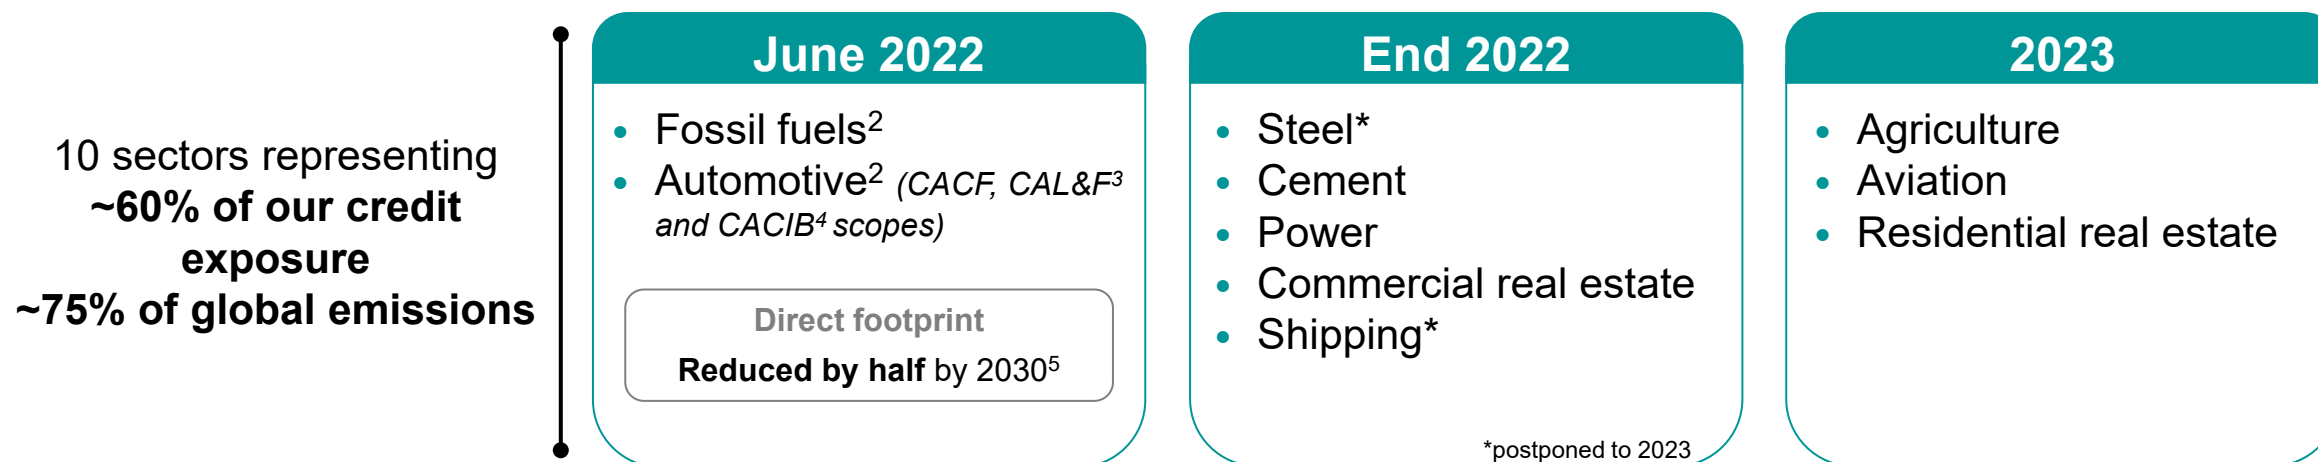 10 sectors representing
~60% of our credit
exposure
~75% of global emissions
June 2022
• Fossil fuels²
• Automotive² (CACF, CAL&F³
and CACIB⁴ scopes)
Direct footprint
Reduced by half by 2030⁵
End 2022
• Steel*
• Cement
• Power
• Commercial real estate
• Shipping*
*postponed to 2023
2023
• Agriculture
• Aviation
• Residential real estate